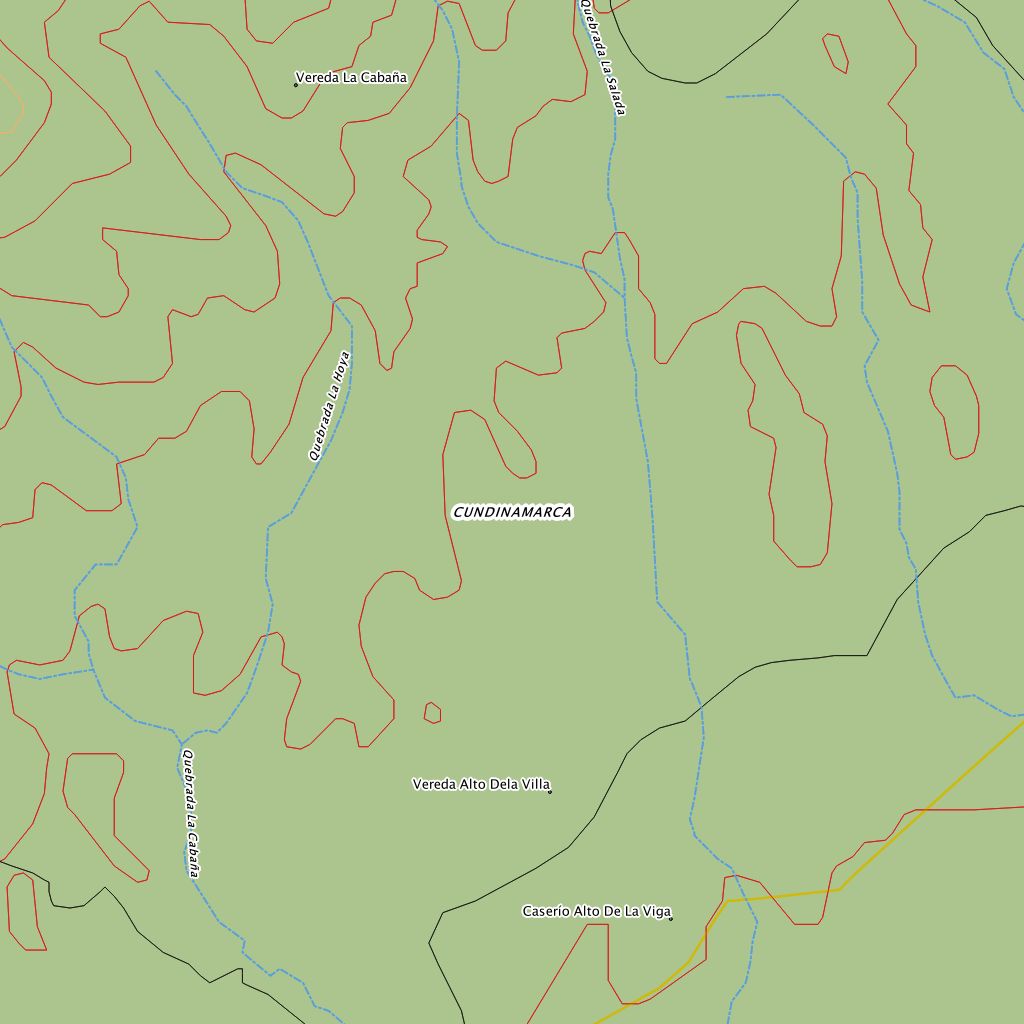 Quebrada La Salada
Vereda La Cabaña
Quebrada La Hoya
CUNDINAMARCA
Quebrada La Cabaña
Vereda Alto Dela Villa
Caserío Alto De La Viga